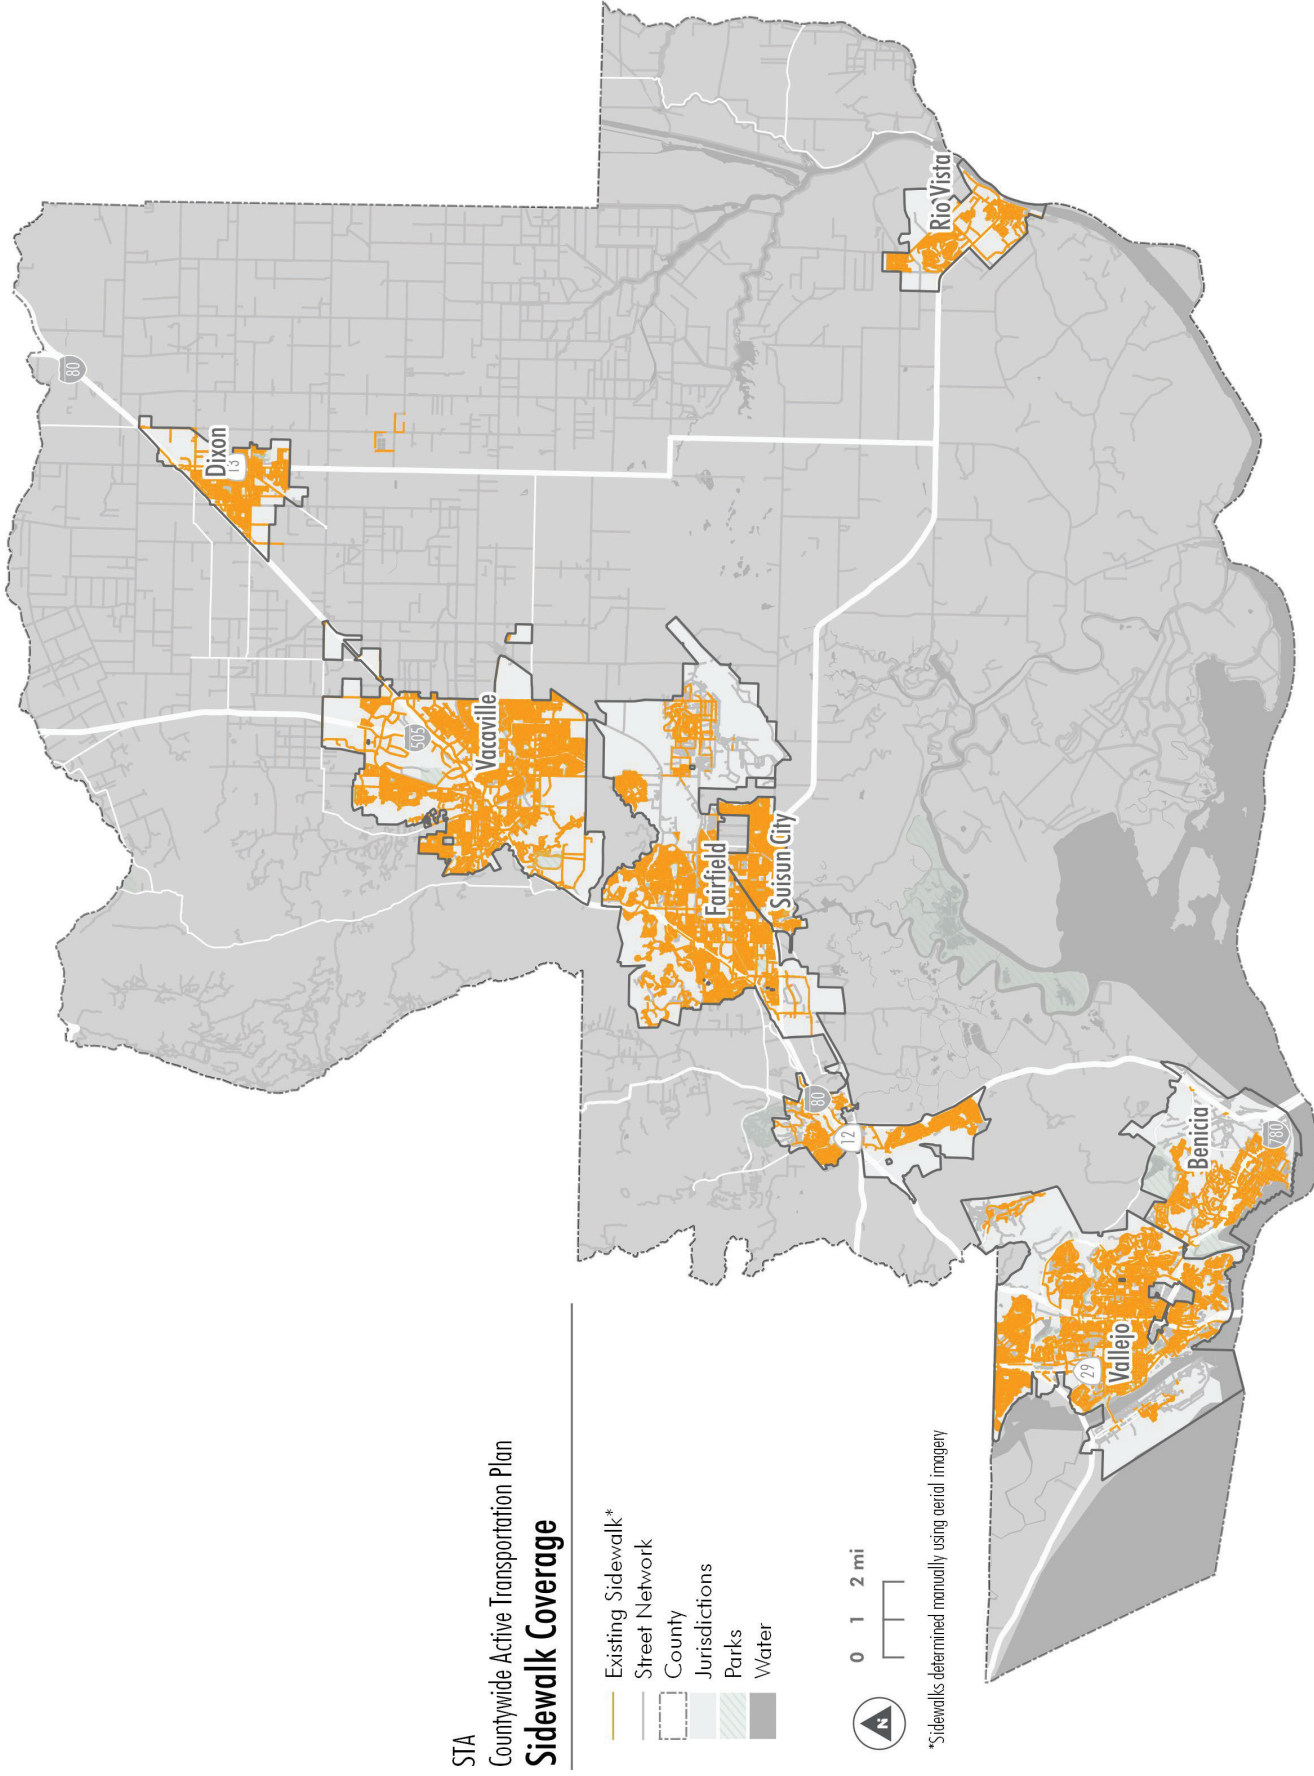 STA
Countywide Active Transportation Plan
Sidewalk Coverage
Existing Sidewalk*
Street Network
County
Jurisdictions
Parks
Water
0 1 2 mi
N
*Sidewalks determined manually using aerial imagery
80
Dixon
13
505
Vacaville
Rio Vista
Fairfield
Suisun City
80
12
Benicia
780
Vallejo
29